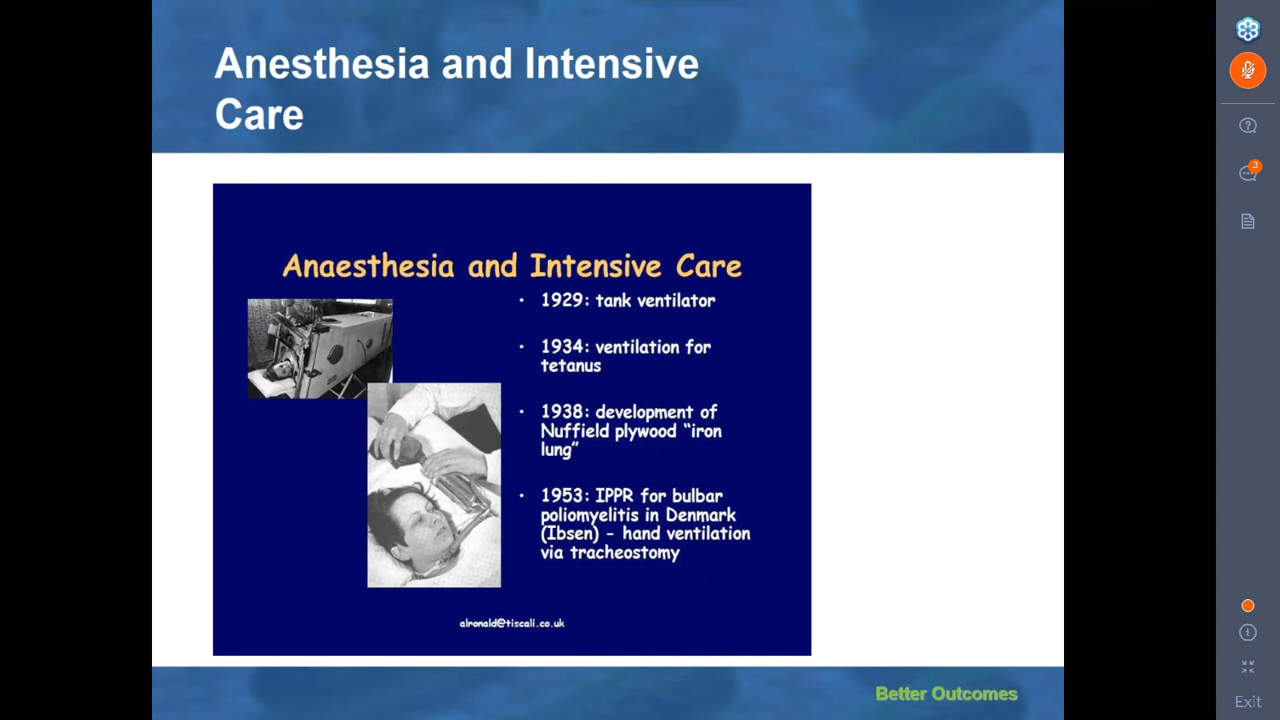 Anesthesia and Intensive
Care
Anaesthesia and Intensive Care
• 1929: tank ventilator
• 1934: ventilation for
tetanus
• 1938: development of
Nuffield plywood “iron
lung”
• 1953: IPPR for bulbar
poliomyelitis in Denmark
(Ibsen) – hand ventilation
via tracheostomy
alronald@tiscali.co.uk
Better Outcomes
3
Exit